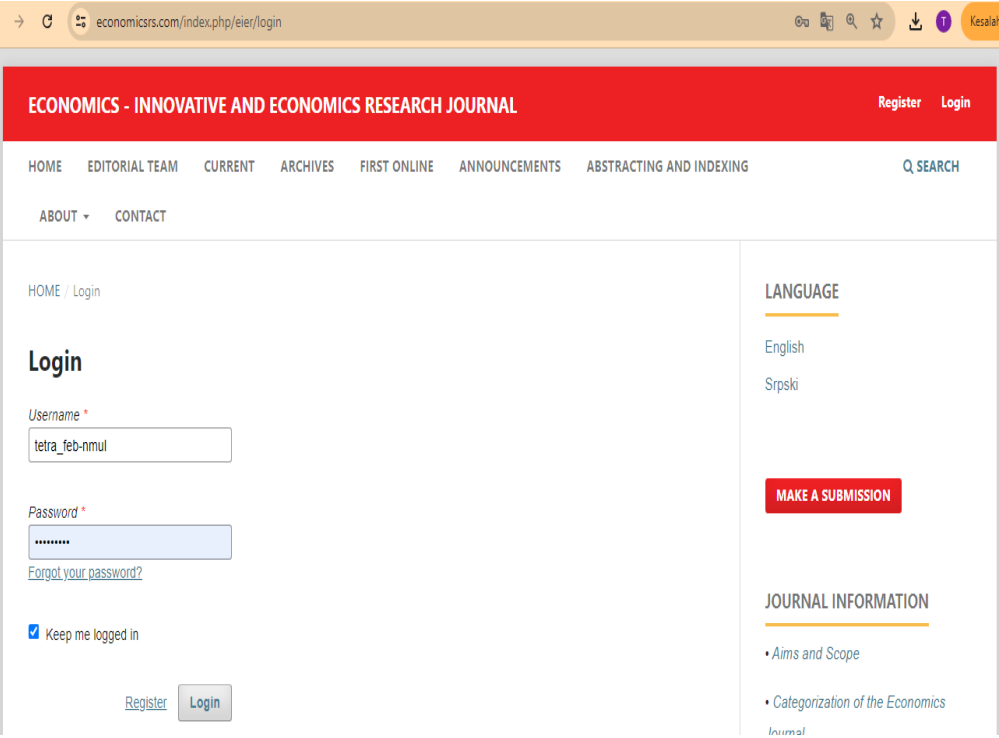 economicsrs.com/index.php/eier/login
T
Kesalah
ECONOMICS - INNOVATIVE AND ECONOMICS RESEARCH JOURNAL
Register Login
HOME EDITORIAL TEAM CURRENT ARCHIVES FIRST ONLINE ANNOUNCEMENTS ABSTRACTING AND INDEXING
SEARCH
ABOUT CONTACT
HOME / Login
Login
Username *
tetra_feb-nmul
Password *
•••••••••
Forgot your password?
Keep me logged in
Register Login
LANGUAGE
English
Srpski
MAKE A SUBMISSION
JOURNAL INFORMATION
• Aims and Scope
• Categorization of the Economics
Journal